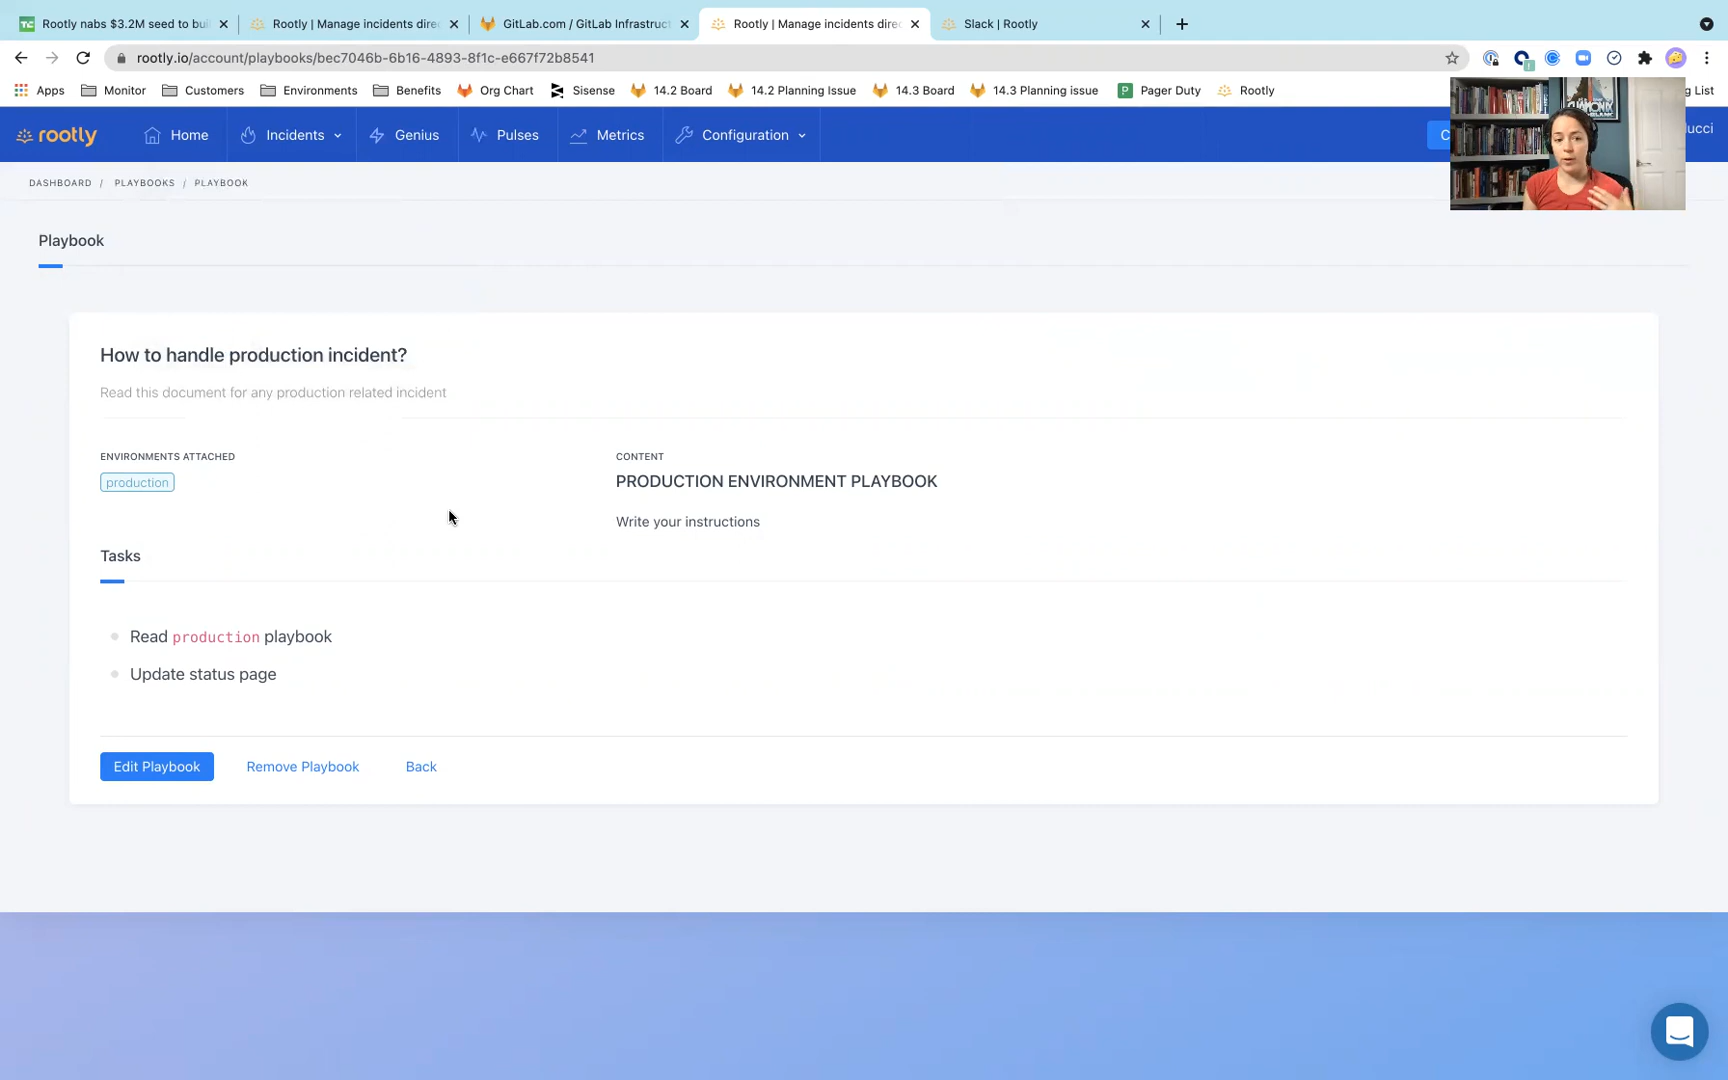 Rootly nabs $3.2M seed to bui
Rootly | Manage incidents direc
GitLab.com / GitLab Infrastruct
Rootly | Manage incidents direc
Slack | Rootly
rootly.io/account/playbooks/bec7046b-6b16-4893-8f1c-e667f72b8541
Apps
Monitor
Customers
Environments
Benefits
Org Chart
Sisense
14.2 Board
14.2 Planning Issue
14.3 Board
14.3 Planning issue
Pager Duty
Rootly
g List
rootly
Home
Incidents
Genius
Pulses
Metrics
Configuration
C
ucci
DASHBOARD / PLAYBOOKS / PLAYBOOK
Playbook
How to handle production incident?
Read this document for any production related incident
ENVIRONMENTS ATTACHED
production
CONTENT
PRODUCTION ENVIRONMENT PLAYBOOK
Write your instructions
Tasks
Read production playbook
Update status page
Edit Playbook
Remove Playbook
Back